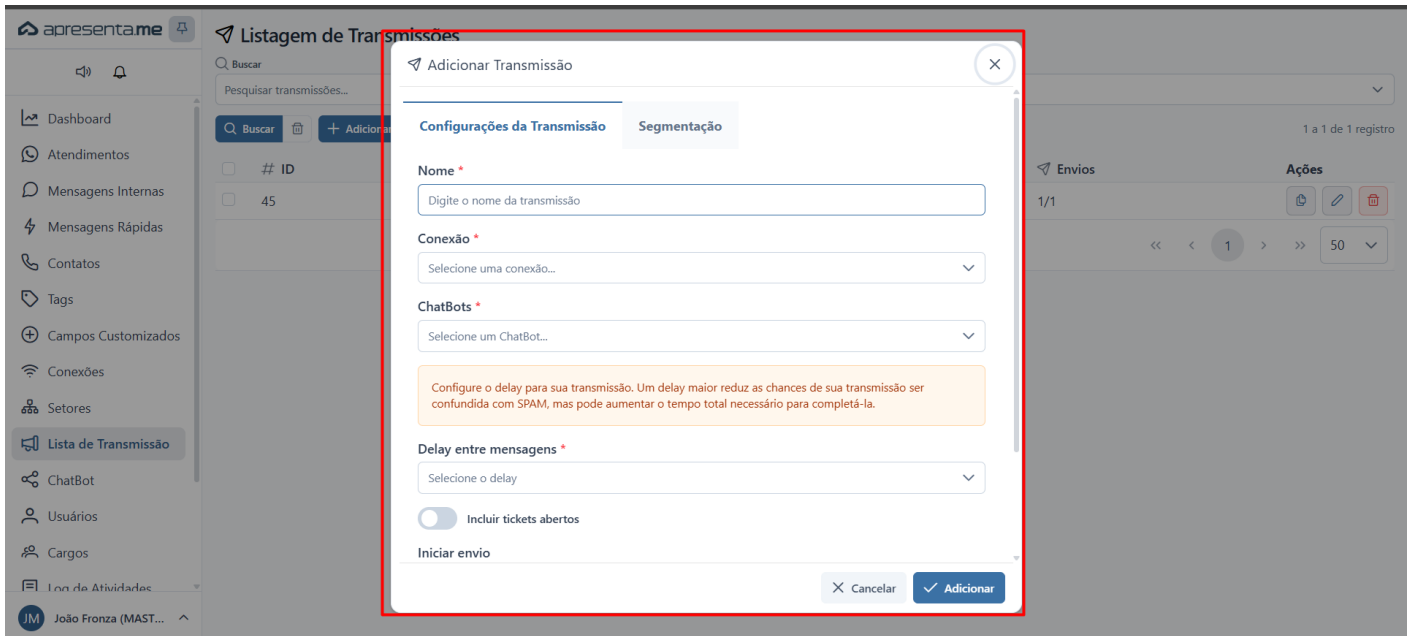 apresenta.me
Listagem de Transmissões
Buscar
Pesquisar transmissões...
Buscar
Adicionar
1 a 1 de 1 registro
# ID
Envios
Ações
45
1/1
1
50
Dashboard
Atendimentos
Mensagens Internas
Mensagens Rápidas
Contatos
Tags
Campos Customizados
Conexões
Setores
Lista de Transmissão
ChatBot
Usuários
Cargos
Log de Atividades
JM João Fronza (MAST...
Adicionar Transmissão
Configurações da Transmissão Segmentação
Nome *
Digite o nome da transmissão
Conexão *
Selecione uma conexão...
ChatBots *
Selecione um ChatBot...
Configure o delay para sua transmissão. Um delay maior reduz as chances de sua transmissão ser
confundida com SPAM, mas pode aumentar o tempo total necessário para completá-la.
Delay entre mensagens *
Selecione o delay
Incluir tickets abertos
Iniciar envio
Cancelar Adicionar